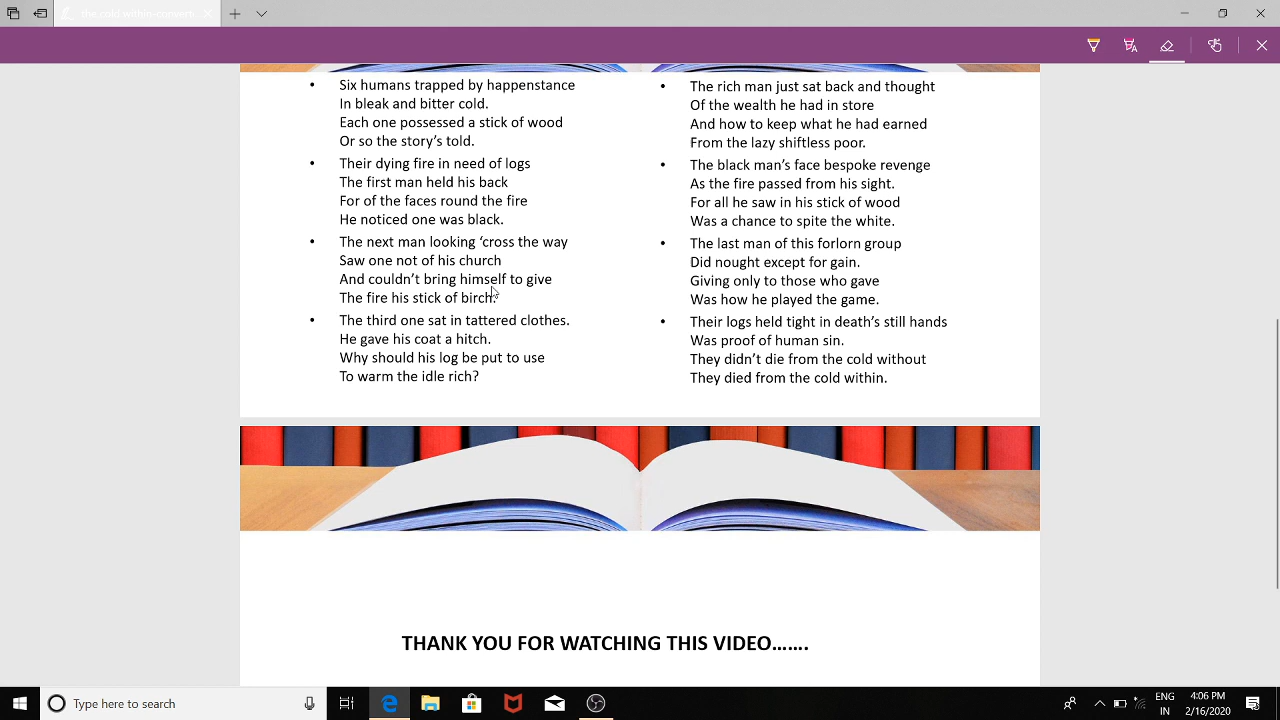 the cold within-converte
Six humans trapped by happenstance
In bleak and bitter cold.
Each one possessed a stick of wood
Or so the story’s told.
Their dying fire in need of logs
The first man held his back
For of the faces round the fire
He noticed one was black.
The next man looking ‘cross the way
Saw one not of his church
And couldn’t bring himself to give
The fire his stick of birch.
The third one sat in tattered clothes.
He gave his coat a hitch.
Why should his log be put to use
To warm the idle rich?
The rich man just sat back and thought
Of the wealth he had in store
And how to keep what he had earned
From the lazy shiftless poor.
The black man’s face bespoke revenge
As the fire passed from his sight.
For all he saw in his stick of wood
Was a chance to spite the white.
The last man of this forlorn group
Did nought except for gain.
Giving only to those who gave
Was how he played the game.
Their logs held tight in death’s still hands
Was proof of human sin.
They didn’t die from the cold without
They died from the cold within.
THANK YOU FOR WATCHING THIS VIDEO…….
Type here to search
ENG
IN
4:06 PM
2/16/2020